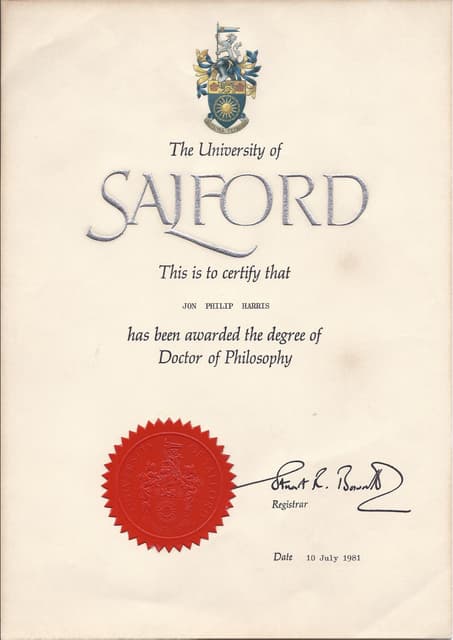 The University of
SALFORD
This is to certify that
JON PHILIP HARRIS
has been awarded the degree of
Doctor of Philosophy
Registrar
Date 10 July 1981